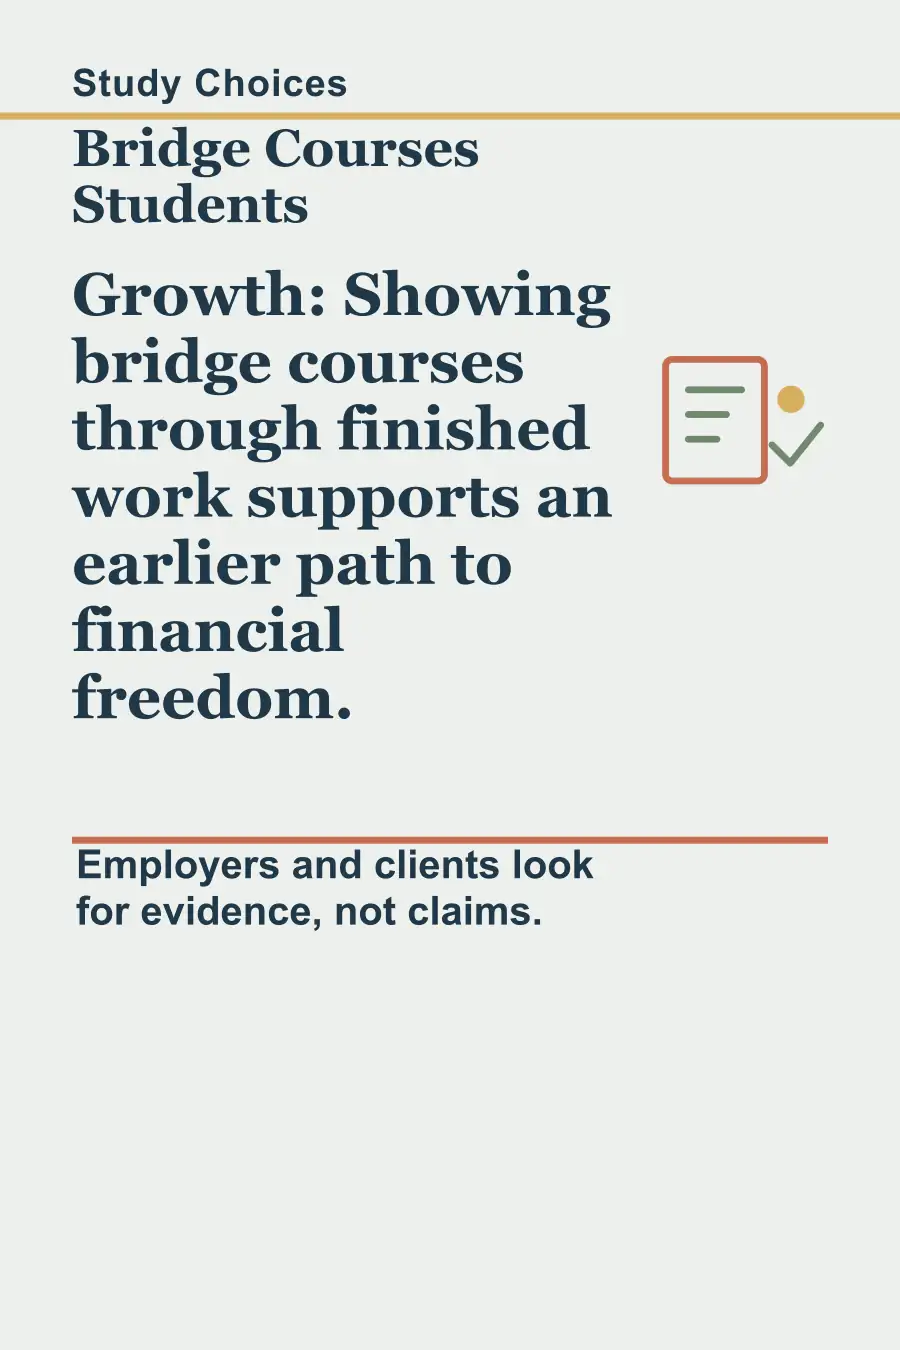 Study Choices
Bridge Courses
Students
Growth: Showing
bridge courses
through finished
work supports an
earlier path to
financial
freedom.
Employers and clients look
for evidence, not claims.